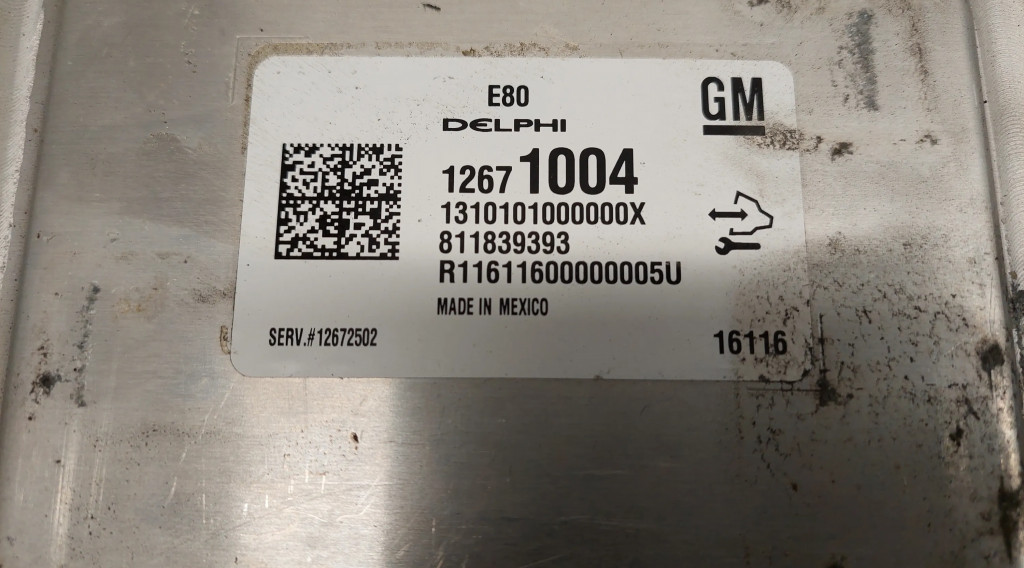 E80
GM
DELPHI
12671004
1310101000000X
811839393
R11611600000005U
MADE IN MEXICO
SERV.#12672502
16116